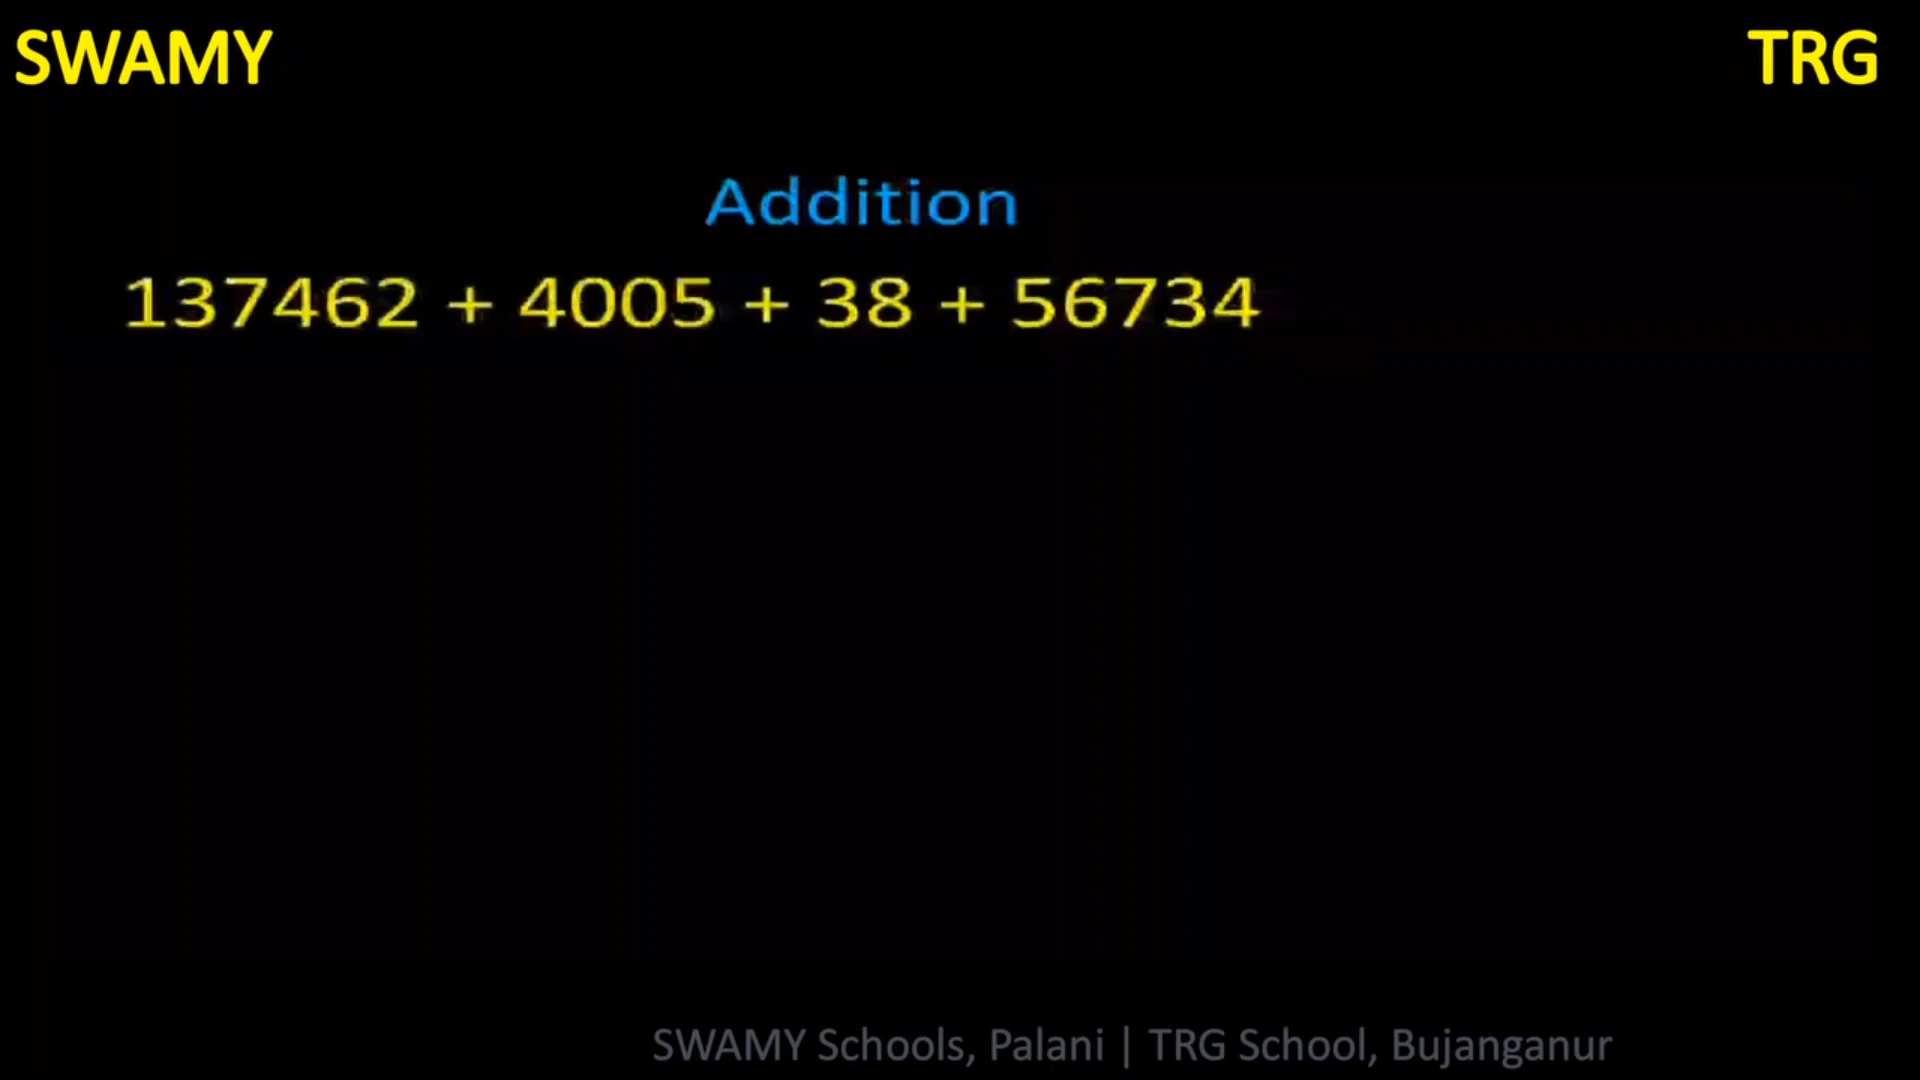 SWAMY TRG
Addition
137462 + 4005 + 38 + 56734
SWAMY Schools, Palani | TRG School, Bujanganur